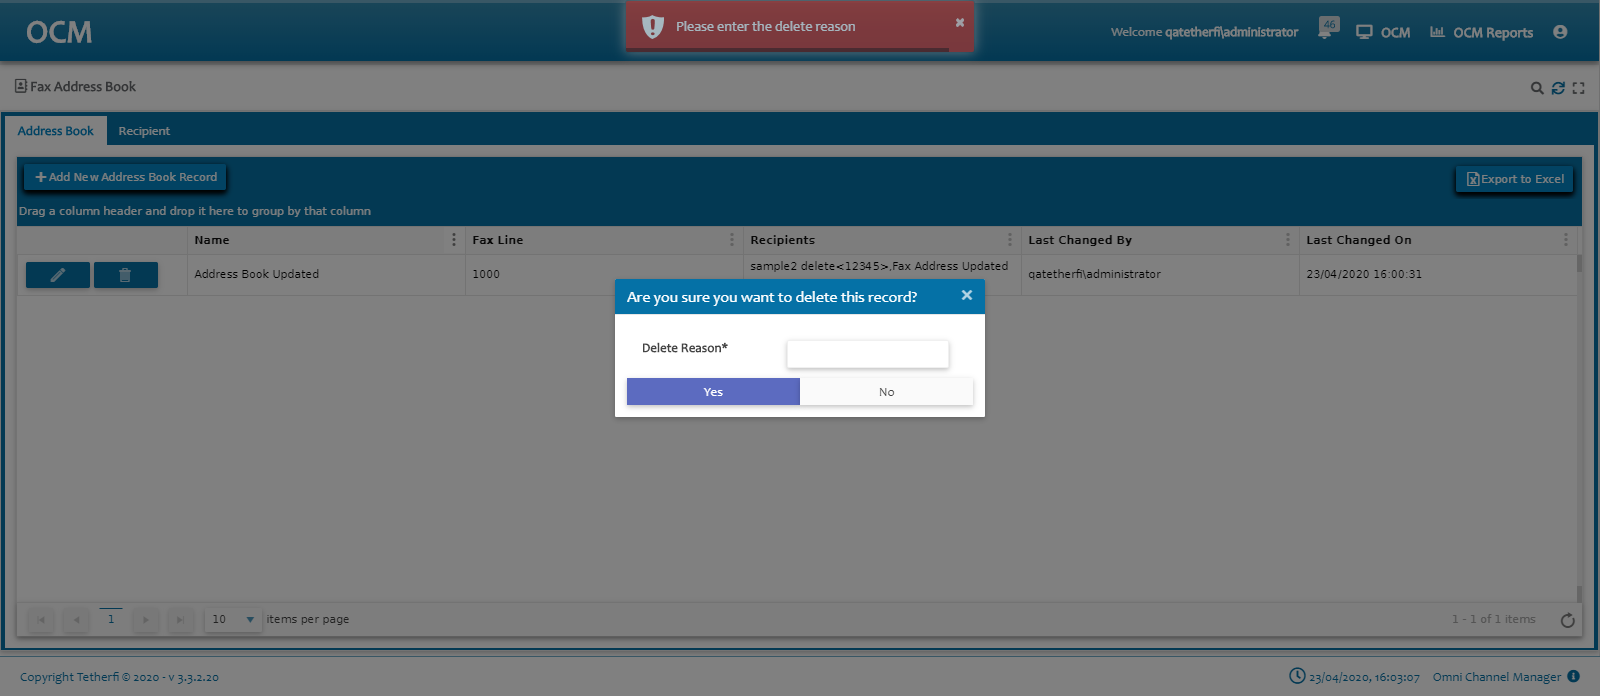 OCM
Please enter the delete reason
Welcome qatetherfi\administrator
46
OCM
OCM Reports
Fax Address Book
Address Book
Recipient
Add New Address Book Record
Export to Excel
Drag a column header and drop it here to group by that column
Name
Fax Line
Recipients
Last Changed By
Last Changed On
Address Book Updated
1000
sample2 delete<12345>,Fax Address Updated
qatetherfi\administrator
23/04/2020 16:00:31
Are you sure you want to delete this record?
Delete Reason*
Yes
No
1
10
items per page
1 - 1 of 1 items
Copyright Tetherfi © 2020 - v 3.3.2.20
23/04/2020, 16:03:07
Omni Channel Manager